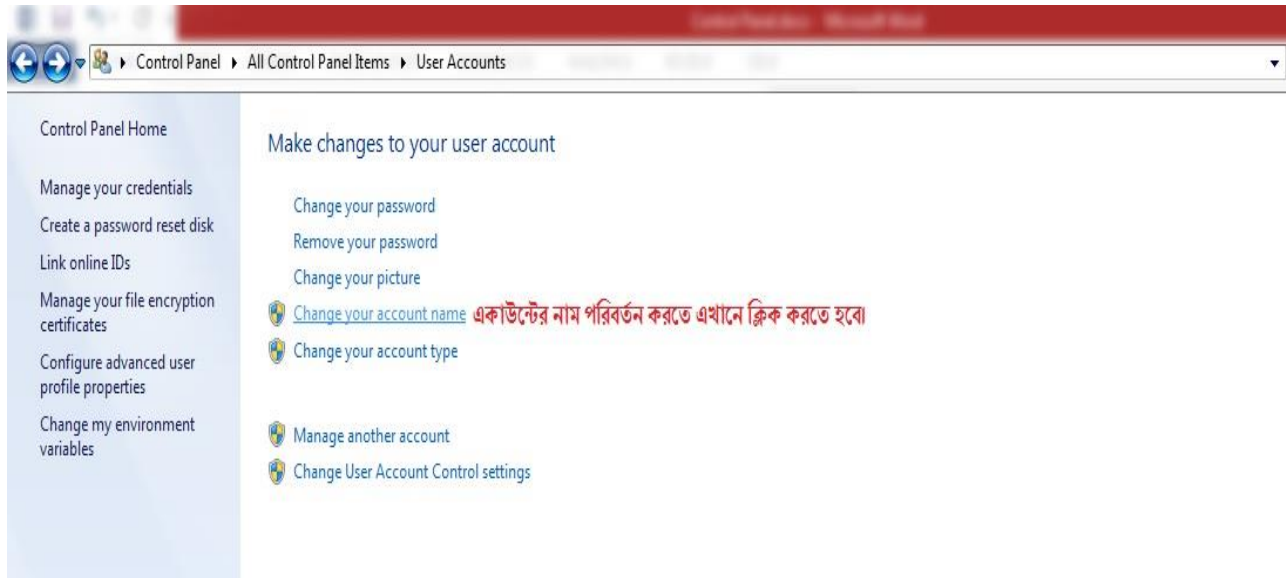 Control Panel ▸ All Control Panel Items ▸ User Accounts
Control Panel Home
Manage your credentials
Create a password reset disk
Link online IDs
Manage your file encryption
certificates
Configure advanced user
profile properties
Change my environment
variables
Make changes to your user account
Change your password
Remove your password
Change your picture
Change your account name একাউন্টের নাম পরিবর্তন করতে এখানে ক্লিক করতে হবে।
Change your account type
Manage another account
Change User Account Control settings